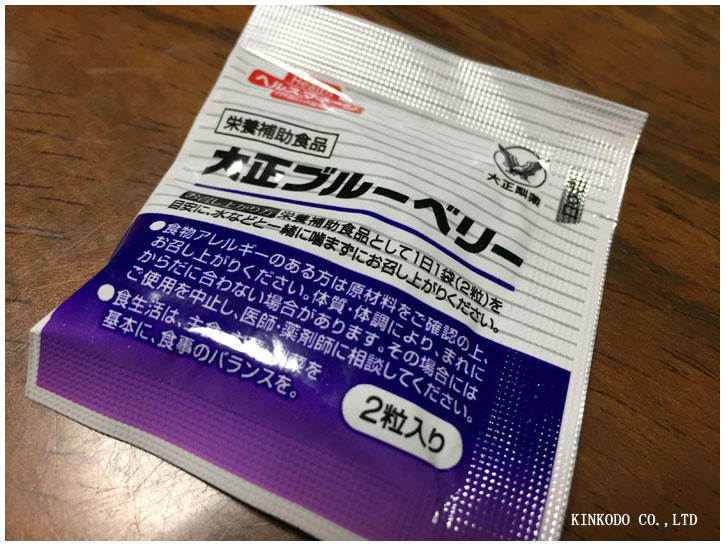 Health
ヘルスマネージ
栄養補助食品
大正製薬
大正ブルーベリー
お召し上がり方 栄養補助食品として1日1袋(2粒)を
目安に、水などと一緒に噛まずにお召し上がりください。
●食物アレルギーのある方は原材料をご確認の上、
お召し上がりください。体質・体調により、まれに
からだに合わない場合があります。その場合には
ご使用を中止し、医師・薬剤師に相談してください。
●食生活は、主食、を
基本に、食事のバランスを。
2粒入り
KINKODO CO.,LTD